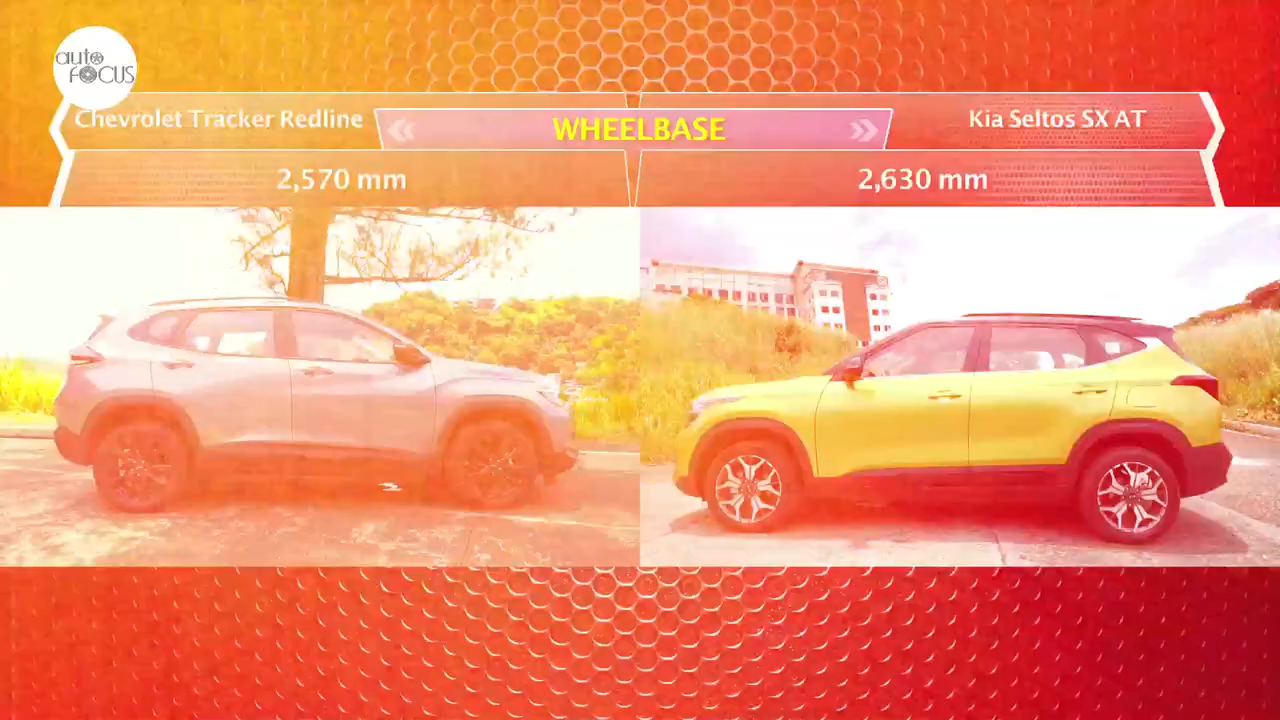 auto
FOCUS
Chevrolet Tracker Redline
WHEELBASE
Kia Seltos SX AT
2,570 mm
2,630 mm